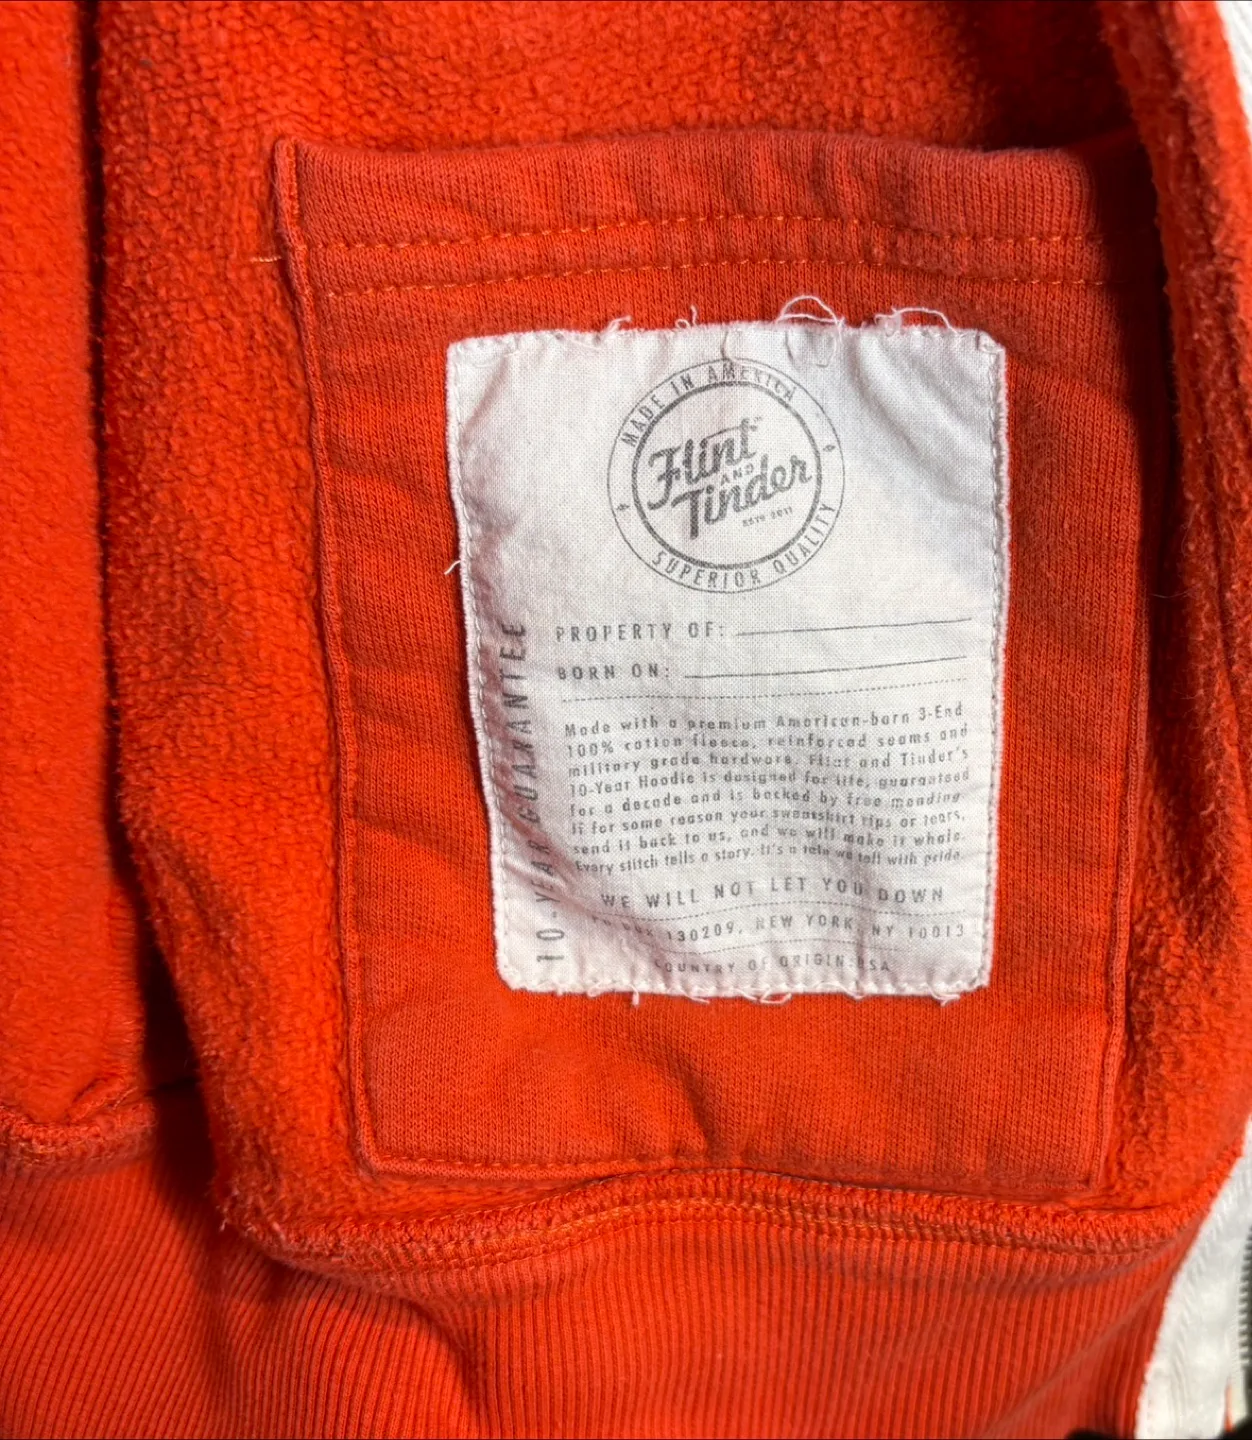 MADE IN AMERICA
Flint
AND
Tinder
ESTD 2011
SUPERIOR QUALITY
PROPERTY OF:
BORN ON:
10-YEAR GUARANTEE
Made with a premium American-born 3-End
100% cotton fleece, reinforced seams and
military grade hardware, Flint and Tinder's
10-Year Hoodie is designed for life, guaranteed
for a decade and is backed by free mending
If for some reason your sweatshirt rips or tears,
send it back to us, and we will make it whole.
Every stitch tells a story. It's a tale we tell with pride.
WE WILL NOT LET YOU DOWN
PO BOX 130209, NEW YORK, NY 10013
COUNTRY OF ORIGIN: USA